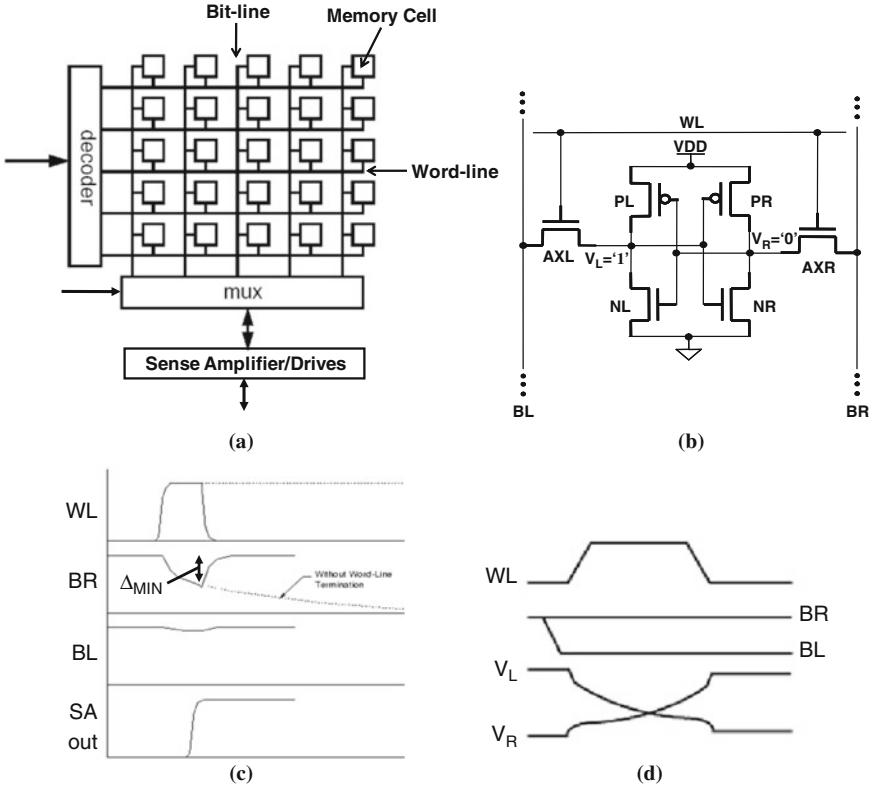 Bit-line
Memory Cell
decoder
Word-line
mux
Sense Amplifier/Drives
(a)
WL
VDD
PL
PR
AXL
V_L='1'
V_R='0'
AXR
NL
NR
BL
BR
(b)
WL
BR
Δ_MIN
Without Word-Line
Termination
BL
SA
out
(c)
WL
BR
BL
V_L
V_R
(d)